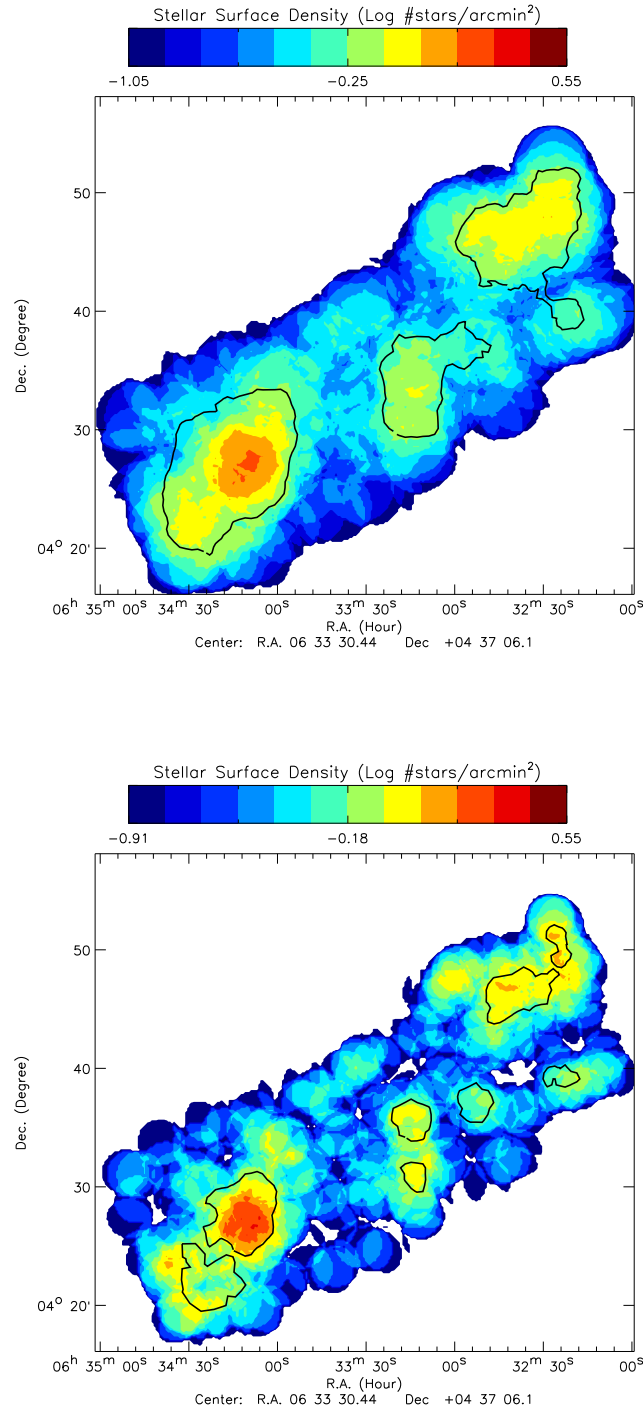 Stellar Surface Density (Log #stars/arcmin²)
-1.05 -0.25 0.55
50
40
Dec. (Degree)
30
04° 20'
06ʰ 35ᵐ 00ˢ 34ᵐ 30ˢ 00ˢ 33ᵐ 30ˢ 00ˢ 32ᵐ 30ˢ 00ˢ
R.A. (Hour)
Center: R.A. 06 33 30.44 Dec +04 37 06.1
Stellar Surface Density (Log #stars/arcmin²)
-0.91 -0.18 0.55
50
40
Dec. (Degree)
30
04° 20'
06ʰ 35ᵐ 00ˢ 34ᵐ 30ˢ 00ˢ 33ᵐ 30ˢ 00ˢ 32ᵐ 30ˢ 00ˢ
R.A. (Hour)
Center: R.A. 06 33 30.44 Dec +04 37 06.1